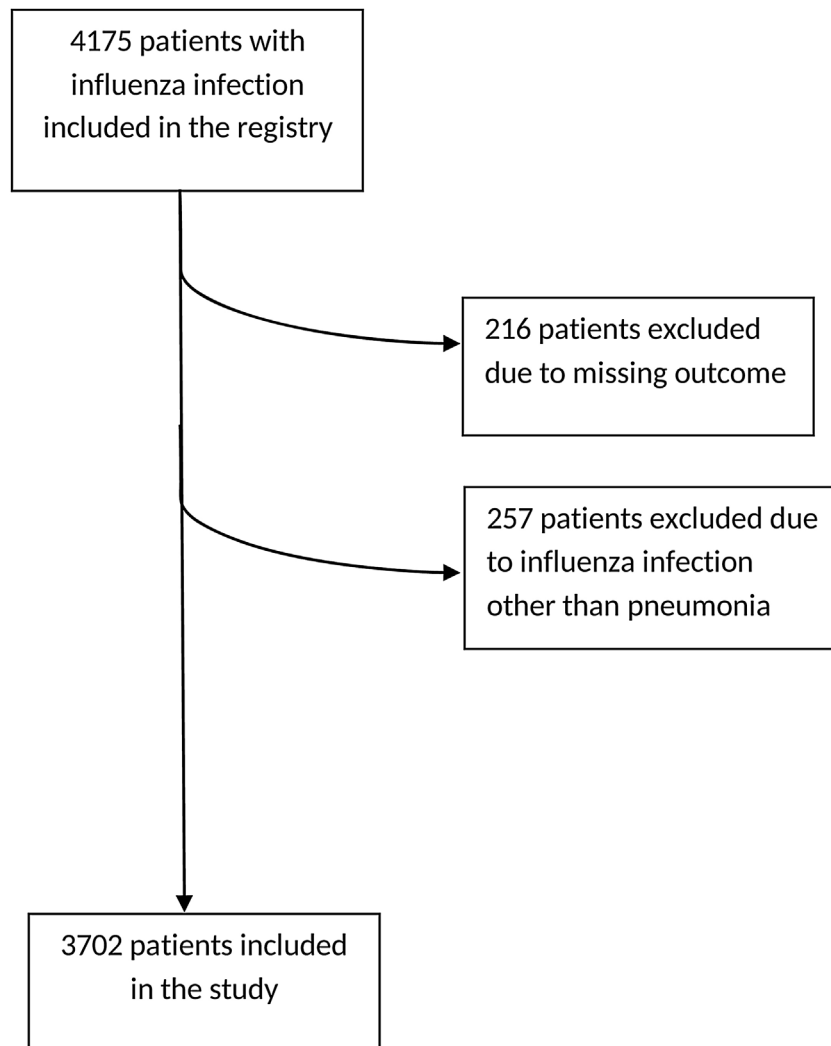 4175 patients with
influenza infection
included in the registry
216 patients excluded
due to missing outcome
257 patients excluded due
to influenza infection
other than pneumonia
3702 patients included
in the study